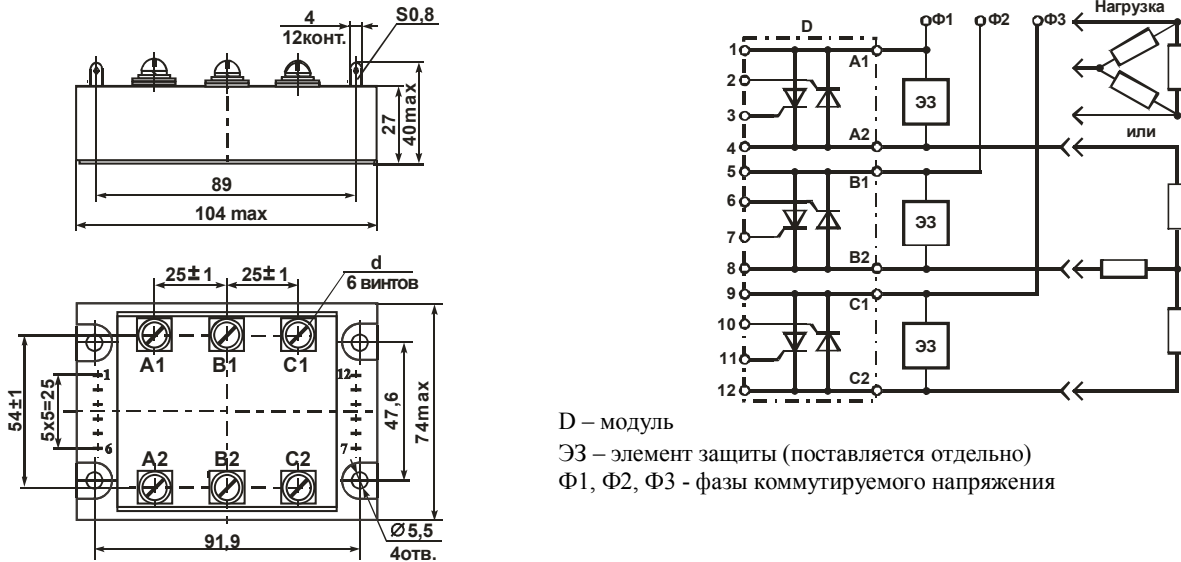 4
12конт.
S0,8
27
40max
89
104 max
25±1
25±1
d
6 винтов
A1
B1
C1
1
12
54±1
5x5=25
47,6
74max
6
7
A2
B2
C2
Ø5,5
4отв.
91,9
D
Ф1
Ф2
Ф3
Нагрузка
1
A1
2
ЭЗ
3
или
4
A2
5
B1
6
ЭЗ
7
8
B2
9
C1
10
ЭЗ
11
12
C2
D – модуль
ЭЗ – элемент защиты (поставляется отдельно)
Ф1, Ф2, Ф3 - фазы коммутируемого напряжения